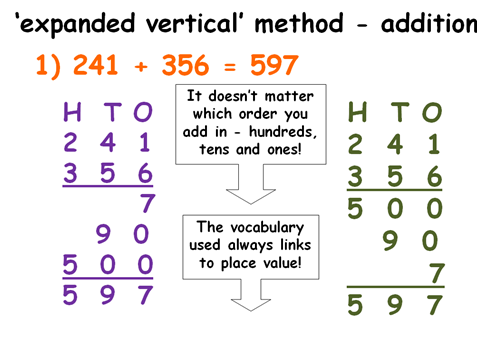 ‘expanded vertical’ method - addition
1) 241 + 356 = 597
H T O
2 4 1
3 5 6
7
9 0
5 0 0
5 9 7
It doesn’t matter
which order you
add in - hundreds,
tens and ones!
The vocabulary
used always links
to place value!
H T O
2 4 1
3 5 6
5 0 0
9 0
7
5 9 7